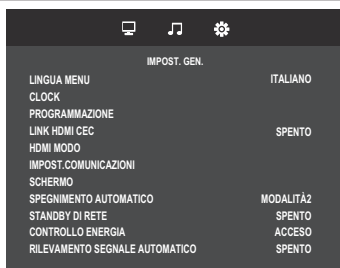 IMPOST. GEN.
LINGUA MENU ITALIANO
CLOCK
PROGRAMMAZIONE
LINK HDMI CEC SPENTO
HDMI MODO
IMPOST.COMUNICAZIONI
SCHERMO
SPEGNIMENTO AUTOMATICO MODALITÀ2
STANDBY DI RETE SPENTO
CONTROLLO ENERGIA ACCESO
RILEVAMENTO SEGNALE AUTOMATICO SPENTO